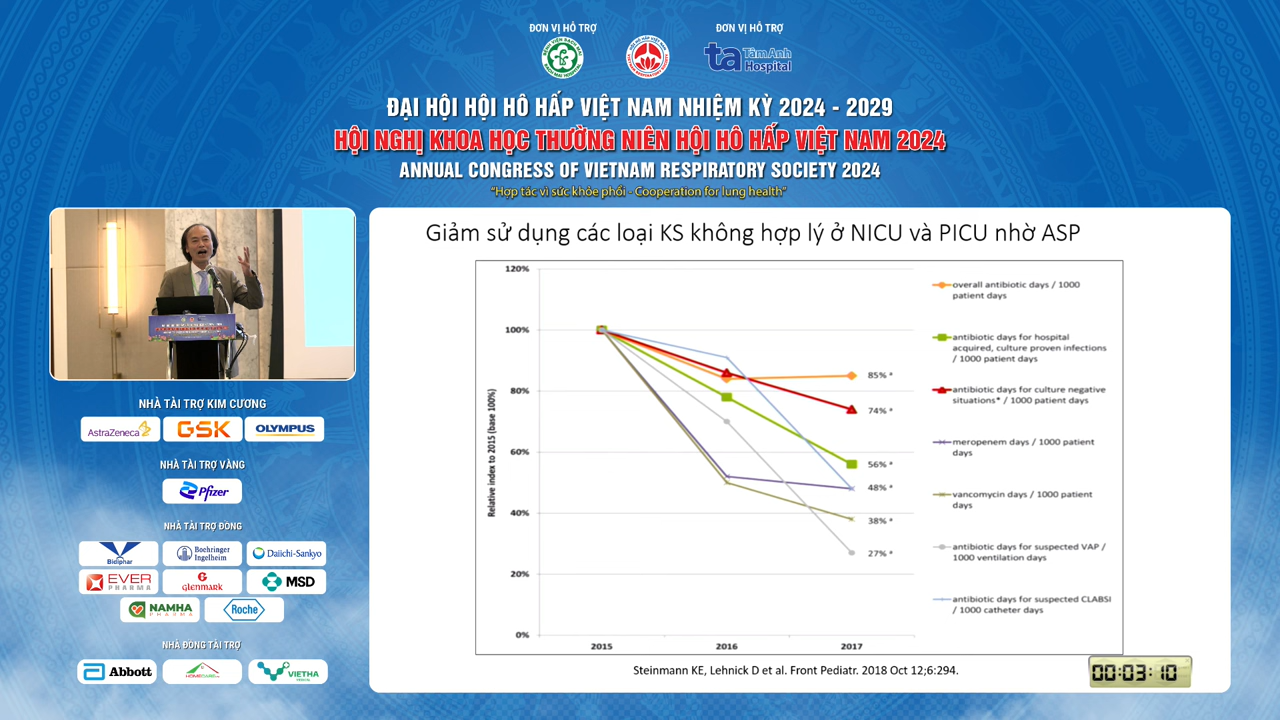 ĐƠN VỊ HỖ TRỢ
ĐƠN VỊ HỖ TRỢ
TâmAnh
Hospital
ĐẠI HỘI HỘI HÔ HẤP VIỆT NAM NHIỆM KỲ 2024 - 2029
HỘI NGHỊ KHOA HỌC THƯỜNG NIÊN HỘI HÔ HẤP VIỆT NAM 2024
ANNUAL CONGRESS OF VIETNAM RESPIRATORY SOCIETY 2024
"Hợp tác vì sức khỏe phổi - Cooperation for lung health"
NHÀ TÀI TRỢ KIM CƯƠNG
AstraZeneca
GSK
OLYMPUS
NHÀ TÀI TRỢ VÀNG
Pfizer
NHÀ TÀI TRỢ ĐỒNG
Bidiphar
Boehringer
Ingelheim
Daiichi-Sankyo
EVER
PHARMA
GLENMARK
MSD
NAMHA
PHARMA
Roche
NHÀ ĐỒNG TÀI TRỢ
Abbott
VIETHA
Giảm sử dụng các loại KS không hợp lý ở NICU và PICU nhờ ASP
Relative index to 2015 (base 100%)
120%
100%
80%
60%
40%
20%
0%
2015
2016
2017
85% ª
74% ª
56% ª
48% ª
38% ª
27% ª
overall antibiotic days / 1000
patient days
antibiotic days for hospital
acquired, culture proven infections
/ 1000 patient days
antibiotic days for culture negative
situations* / 1000 patient days
meropenem days / 1000 patient
days
vancomycin days / 1000 patient
days
antibiotic days for suspected VAP /
1000 ventilation days
antibiotic days for suspected CLABSI
/ 1000 catheter days
Steinmann KE, Lehnick D et al. Front Pediatr. 2018 Oct 12;6:294.
00:03:10